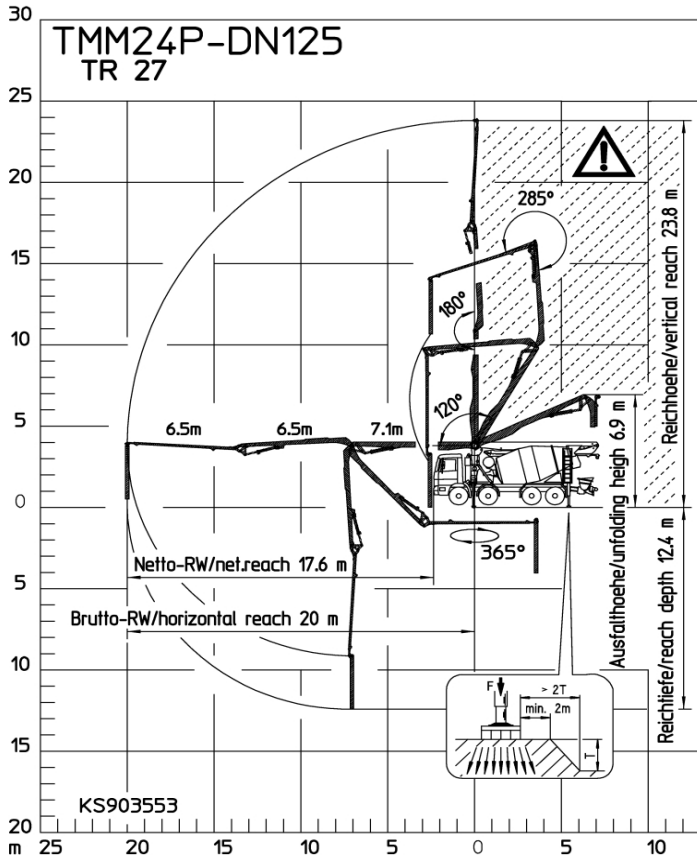 30
TMM24P-DN125
TR 27
25
20
285°
15
180°
10
120°
5
6.5m
6.5m
7.1m
0
365°
Netto-RW/net.reach 17.6 m
5
Brutto-RW/horizontal reach 20 m
10
15
KS903553
20
m 25 20 15 10 5 0 5 10 m
Reichhoehe/vertical reach 23.8 m
Ausfalthoehe/unfolding heigh 6.9 m
Reichtiefe/reach depth 12.4 m
F
> 2T
min. 2m
T